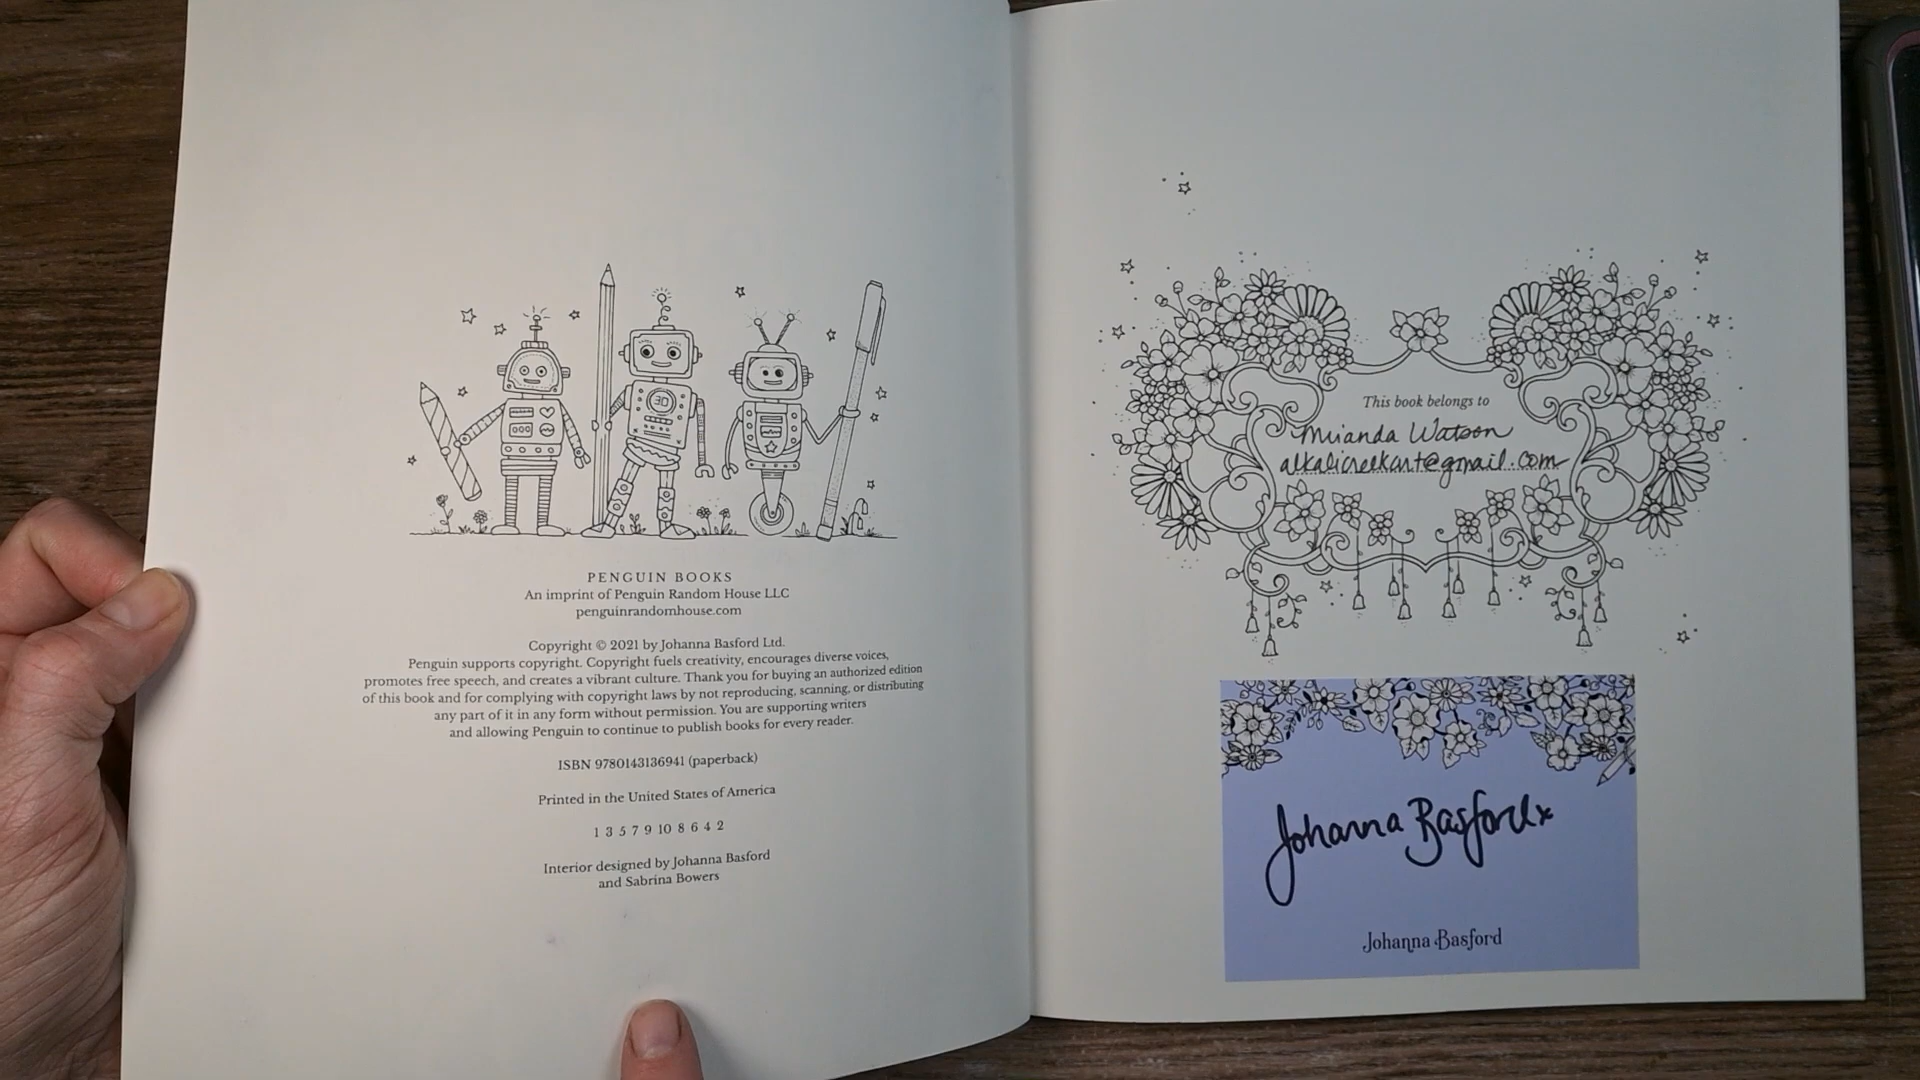 PENGUIN BOOKS
An imprint of Penguin Random House LLC
penguinrandomhouse.com
Copyright © 2021 by Johanna Basford Ltd.
Penguin supports copyright. Copyright fuels creativity, encourages diverse voices,
promotes free speech, and creates a vibrant culture. Thank you for buying an authorized edition
of this book and for complying with copyright laws by not reproducing, scanning, or distributing
any part of it in any form without permission. You are supporting writers
and allowing Penguin to continue to publish books for every reader.
ISBN 9780143136941 (paperback)
Printed in the United States of America
1 3 5 7 9 10 8 6 4 2
Interior designed by Johanna Basford
and Sabrina Bowers
This book belongs to
Miranda Watson
alkalicreekart@gmail.com
Johanna Basford x
Johanna Basford